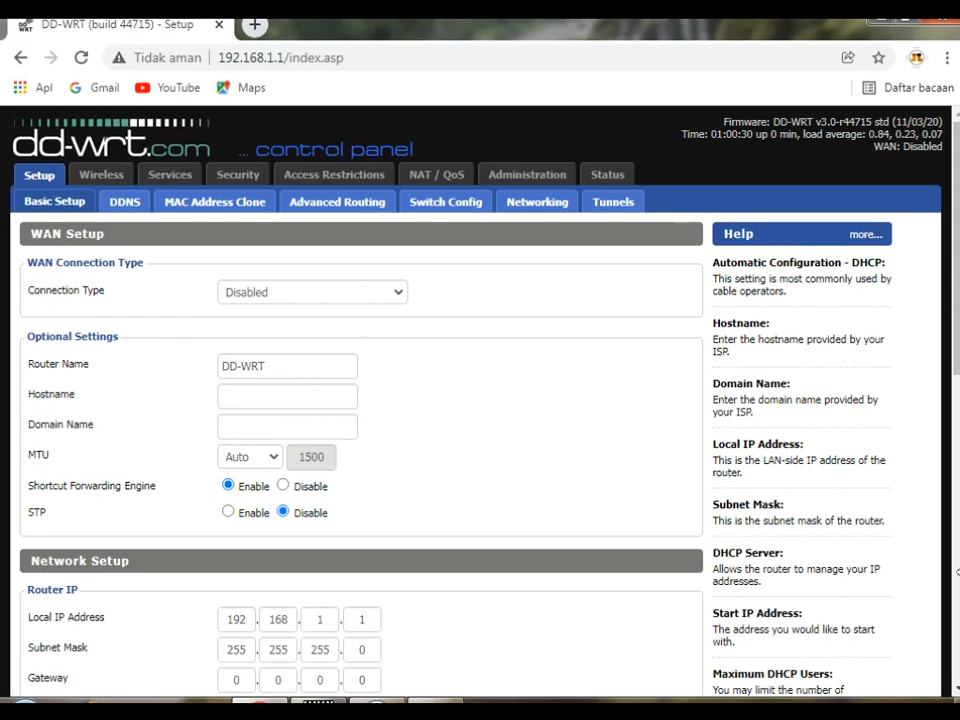 DD-WRT (build 44715) - Setup
Tidak aman 192.168.1.1/index.asp
Apl Gmail YouTube Maps Daftar bacaan
Firmware: DD-WRT v3.0-r44715 std (11/03/20)
Time: 01:00:30 up 0 min, load average: 0.84, 0.23, 0.07
WAN: Disabled
dd-wrt.com ... control panel
Setup Wireless Services Security Access Restrictions NAT / QoS Administration Status
Basic Setup DDNS MAC Address Clone Advanced Routing Switch Config Networking Tunnels
WAN Setup
WAN Connection Type
Connection Type Disabled
Optional Settings
Router Name DD-WRT
Hostname
Domain Name
MTU Auto 1500
Shortcut Forwarding Engine Enable Disable
STP Enable Disable
Network Setup
Router IP
Local IP Address 192 . 168 . 1 . 1
Subnet Mask 255 . 255 . 255 . 0
Gateway 0 . 0 . 0 . 0
Help more...
Automatic Configuration - DHCP:
This setting is most commonly used by
cable operators.
Hostname:
Enter the hostname provided by your
ISP.
Domain Name:
Enter the domain name provided by
your ISP.
Local IP Address:
This is the LAN-side IP address of the
router.
Subnet Mask:
This is the subnet mask of the router.
DHCP Server:
Allows the router to manage your IP
addresses.
Start IP Address:
The address you would like to start
with.
Maximum DHCP Users:
You may limit the number of